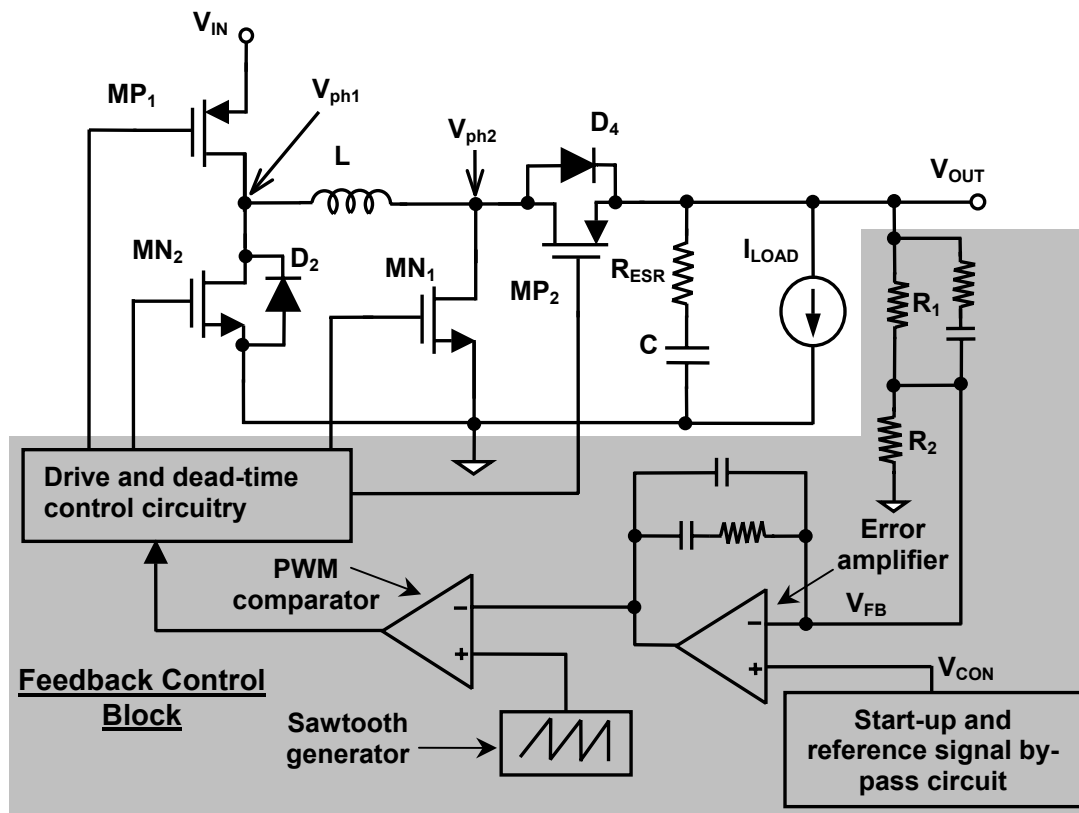 V_IN
MP_1
V_ph1
V_ph2
D_4
L
V_OUT
MN_2
D_2
MN_1
MP_2
R_ESR
I_LOAD
C
R_1
R_2
Drive and dead-time
control circuitry
Error
amplifier
PWM
comparator
V_FB
−
+
−
+
V_CON
Feedback Control
Block
Sawtooth
generator
Start-up and
reference signal by-
pass circuit